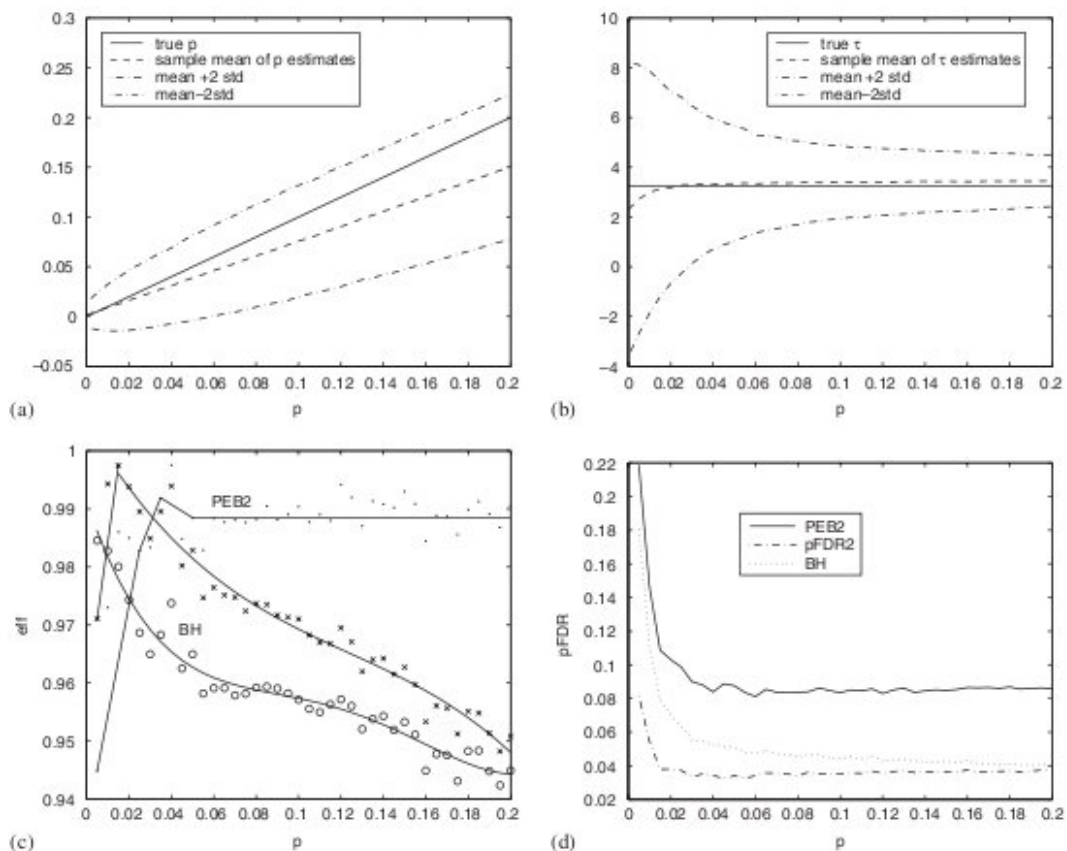 0.3
0.25
0.2
0.15
0.1
0.05
0
−0.05
true p
sample mean of p estimates
mean +2 std
mean−2std
0 0.02 0.04 0.06 0.08 0.1 0.12 0.14 0.16 0.18 0.2
(a)
p
10
8
6
4
2
0
−2
−4
true τ
sample mean of τ estimates
mean +2 std
mean−2std
0 0.02 0.04 0.06 0.08 0.1 0.12 0.14 0.16 0.18 0.2
(b)
p
1
0.99
0.98
0.97
0.96
0.95
0.94
eff
PEB2
BH
0 0.02 0.04 0.06 0.08 0.1 0.12 0.14 0.16 0.18 0.2
(c)
p
0.22
0.2
0.18
0.16
0.14
0.12
0.1
0.08
0.06
0.04
0.02
pFDR
PEB2
pFDR2
BH
0 0.02 0.04 0.06 0.08 0.1 0.12 0.14 0.16 0.18 0.2
(d)
p